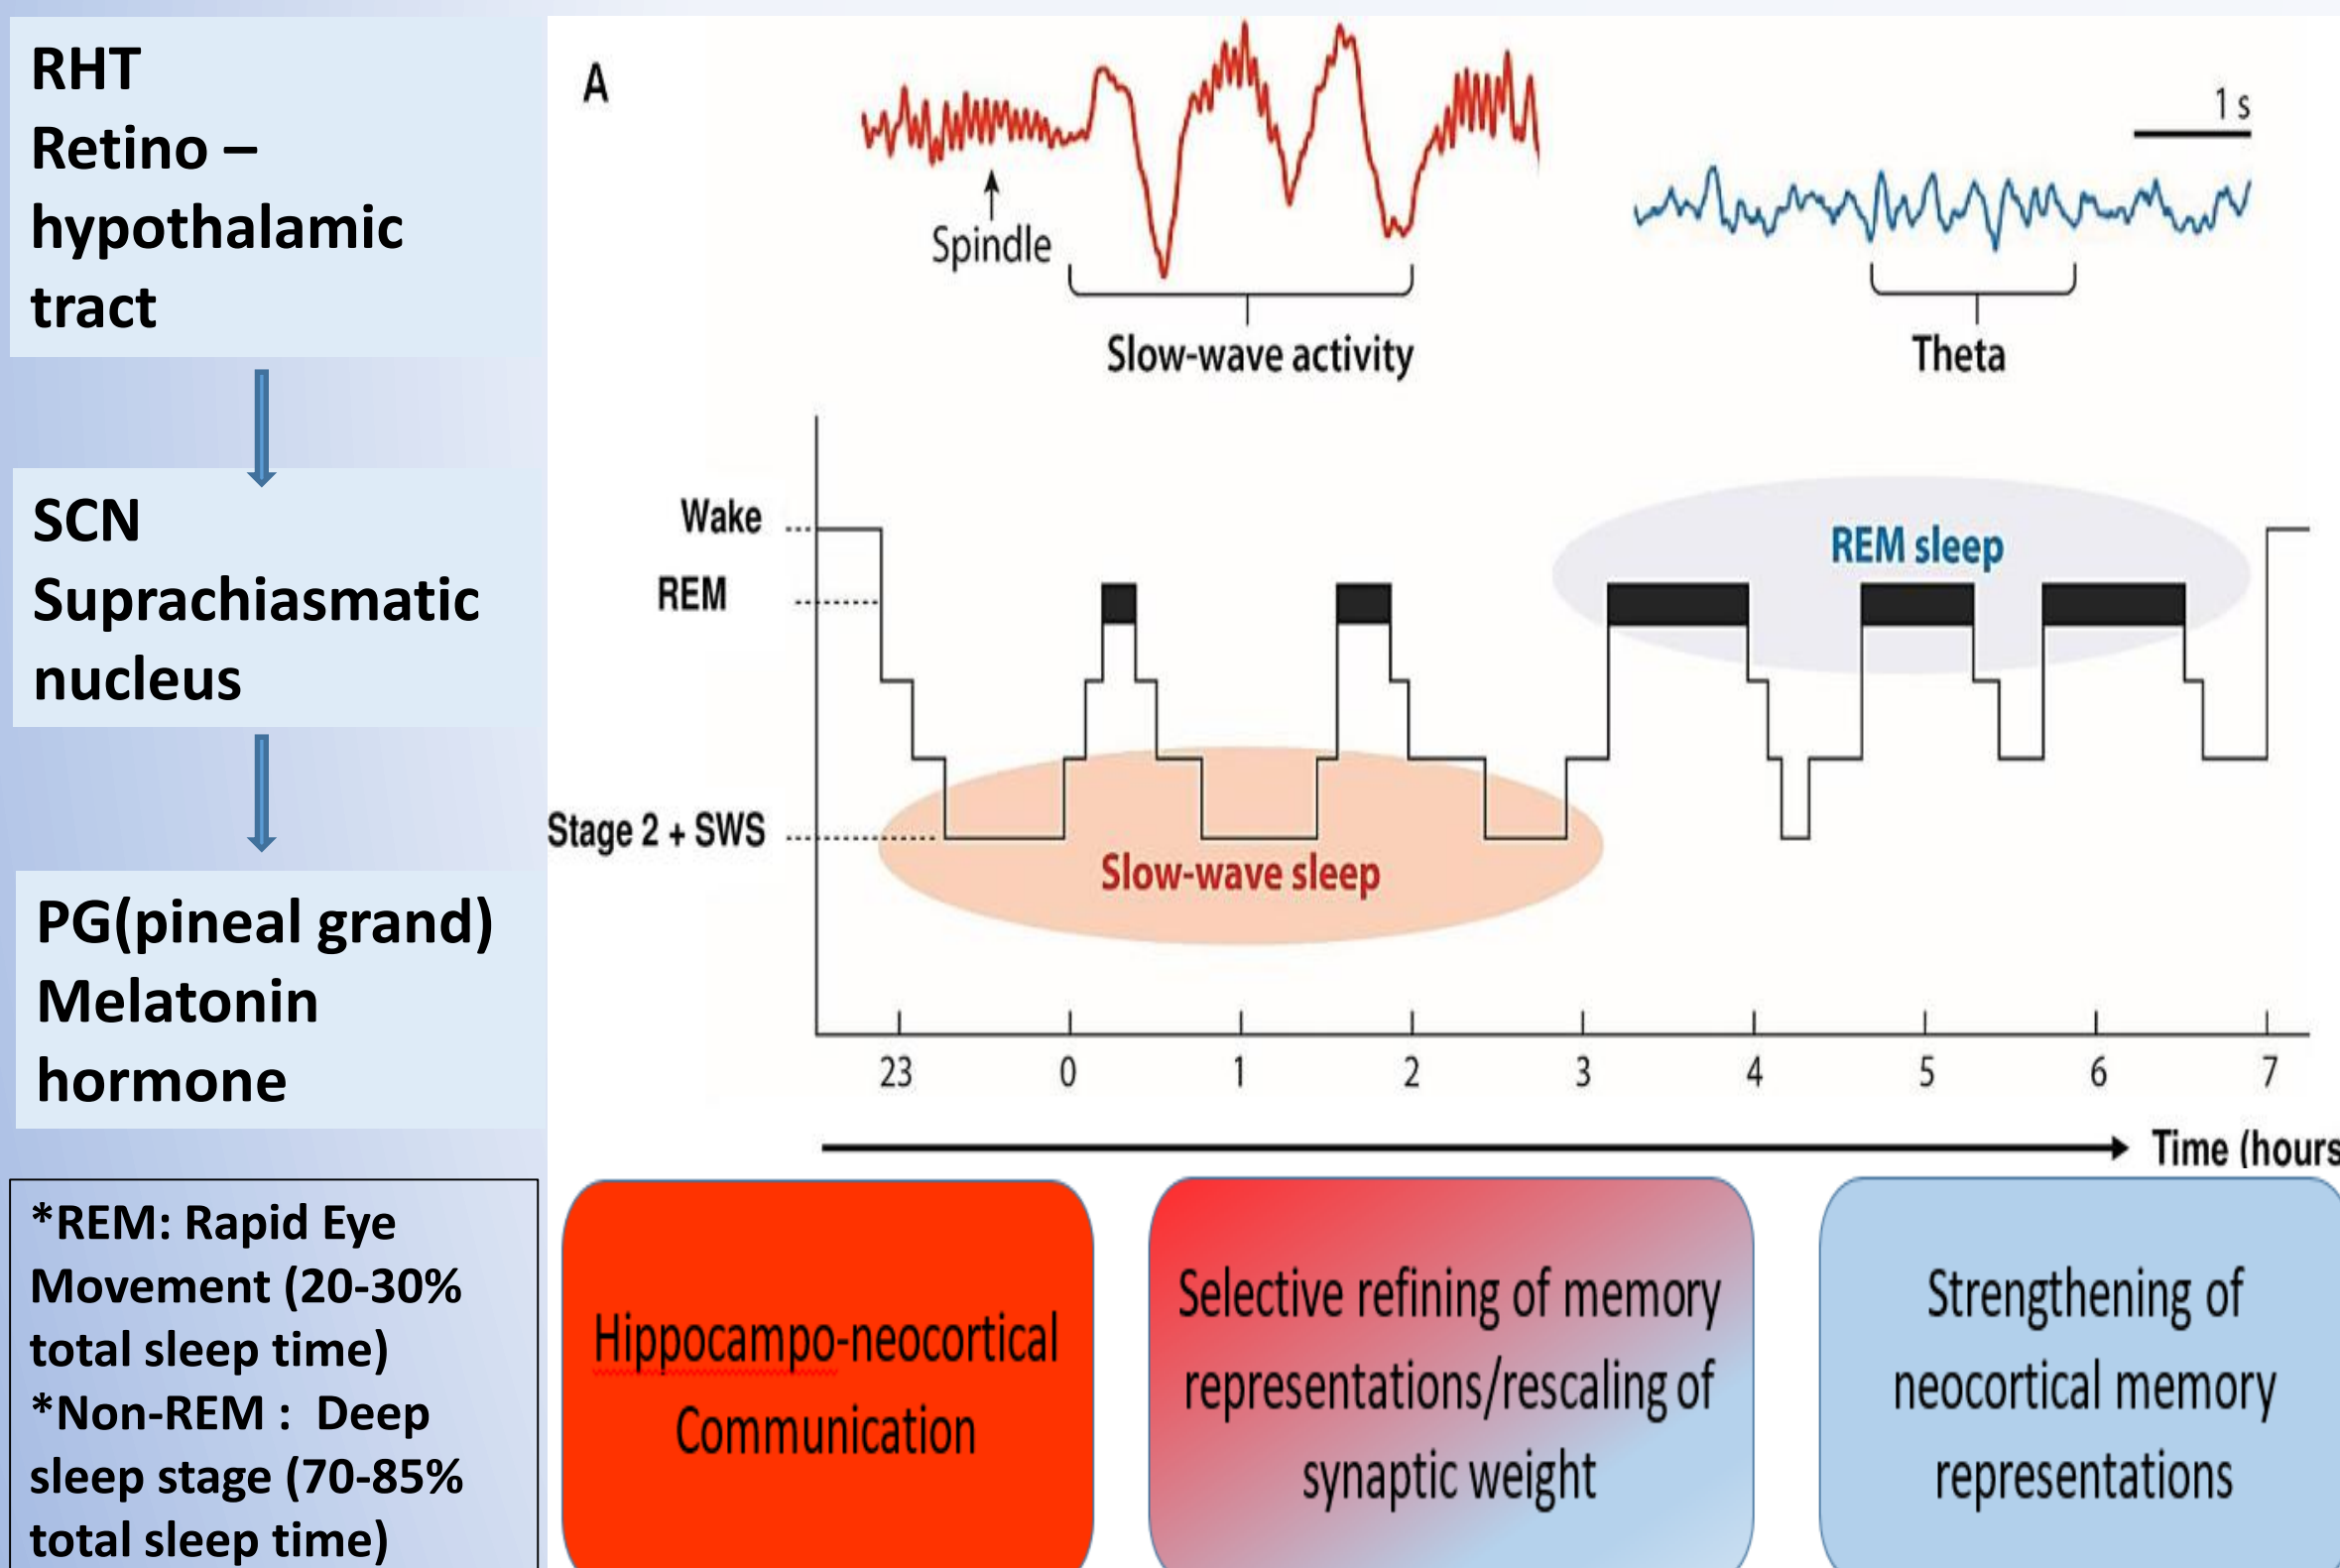 RHT
Retino –
hypothalamic
tract
SCN
Suprachiasmatic
nucleus
PG(pineal grand)
Melatonin
hormone
*REM: Rapid Eye
Movement (20-30%
total sleep time)
*Non-REM :  Deep
sleep stage (70-85%
total sleep time)
A
1 s
Spindle
Slow-wave activity
Theta
Wake
REM
REM sleep
Stage 2 + SWS
Slow-wave sleep
23 0 1 2 3 4 5 6 7
Time (hours
Hippocampo-neocortical
Communication
Selective refining of memory
representations/rescaling of
synaptic weight
Strengthening of
neocortical memory
representations